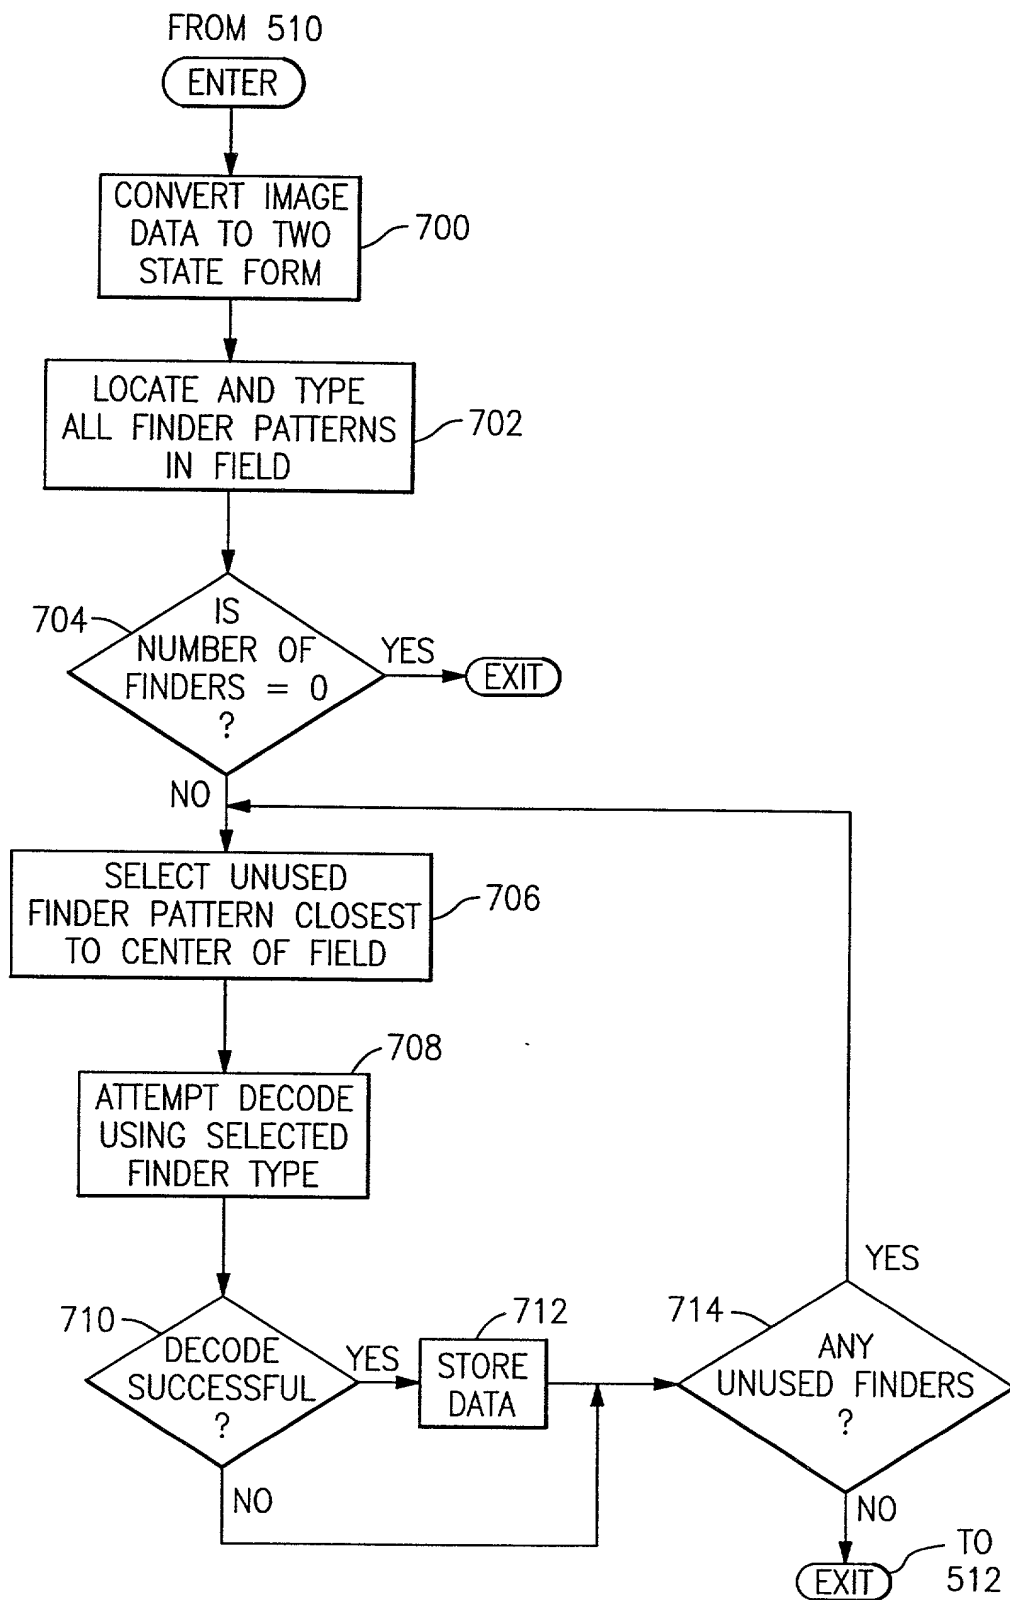 FROM 510
ENTER
CONVERT IMAGE
DATA TO TWO
STATE FORM
700
LOCATE AND TYPE
ALL FINDER PATTERNS
IN FIELD
702
704
IS
NUMBER OF
FINDERS = 0
?
YES
EXIT
NO
SELECT UNUSED
FINDER PATTERN CLOSEST
TO CENTER OF FIELD
706
708
ATTEMPT DECODE
USING SELECTED
FINDER TYPE
710
DECODE
SUCCESSFUL
?
YES
712
STORE
DATA
NO
714
YES
ANY
UNUSED FINDERS
?
NO
EXIT
TO
512